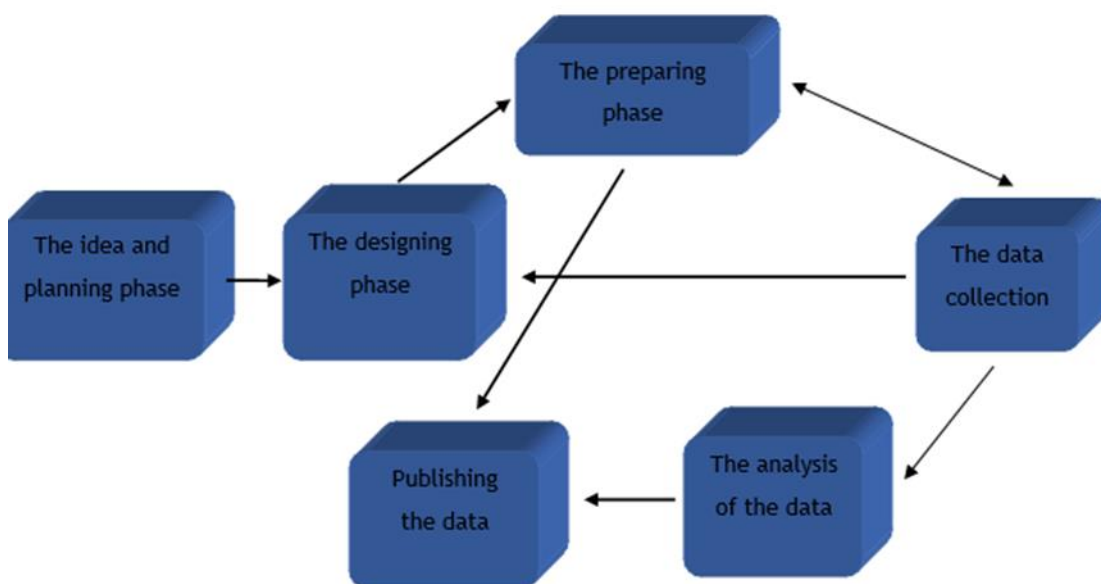 The preparing
phase
The idea and
planning phase
The designing
phase
The data
collection
Publishing
the data
The analysis
of the data